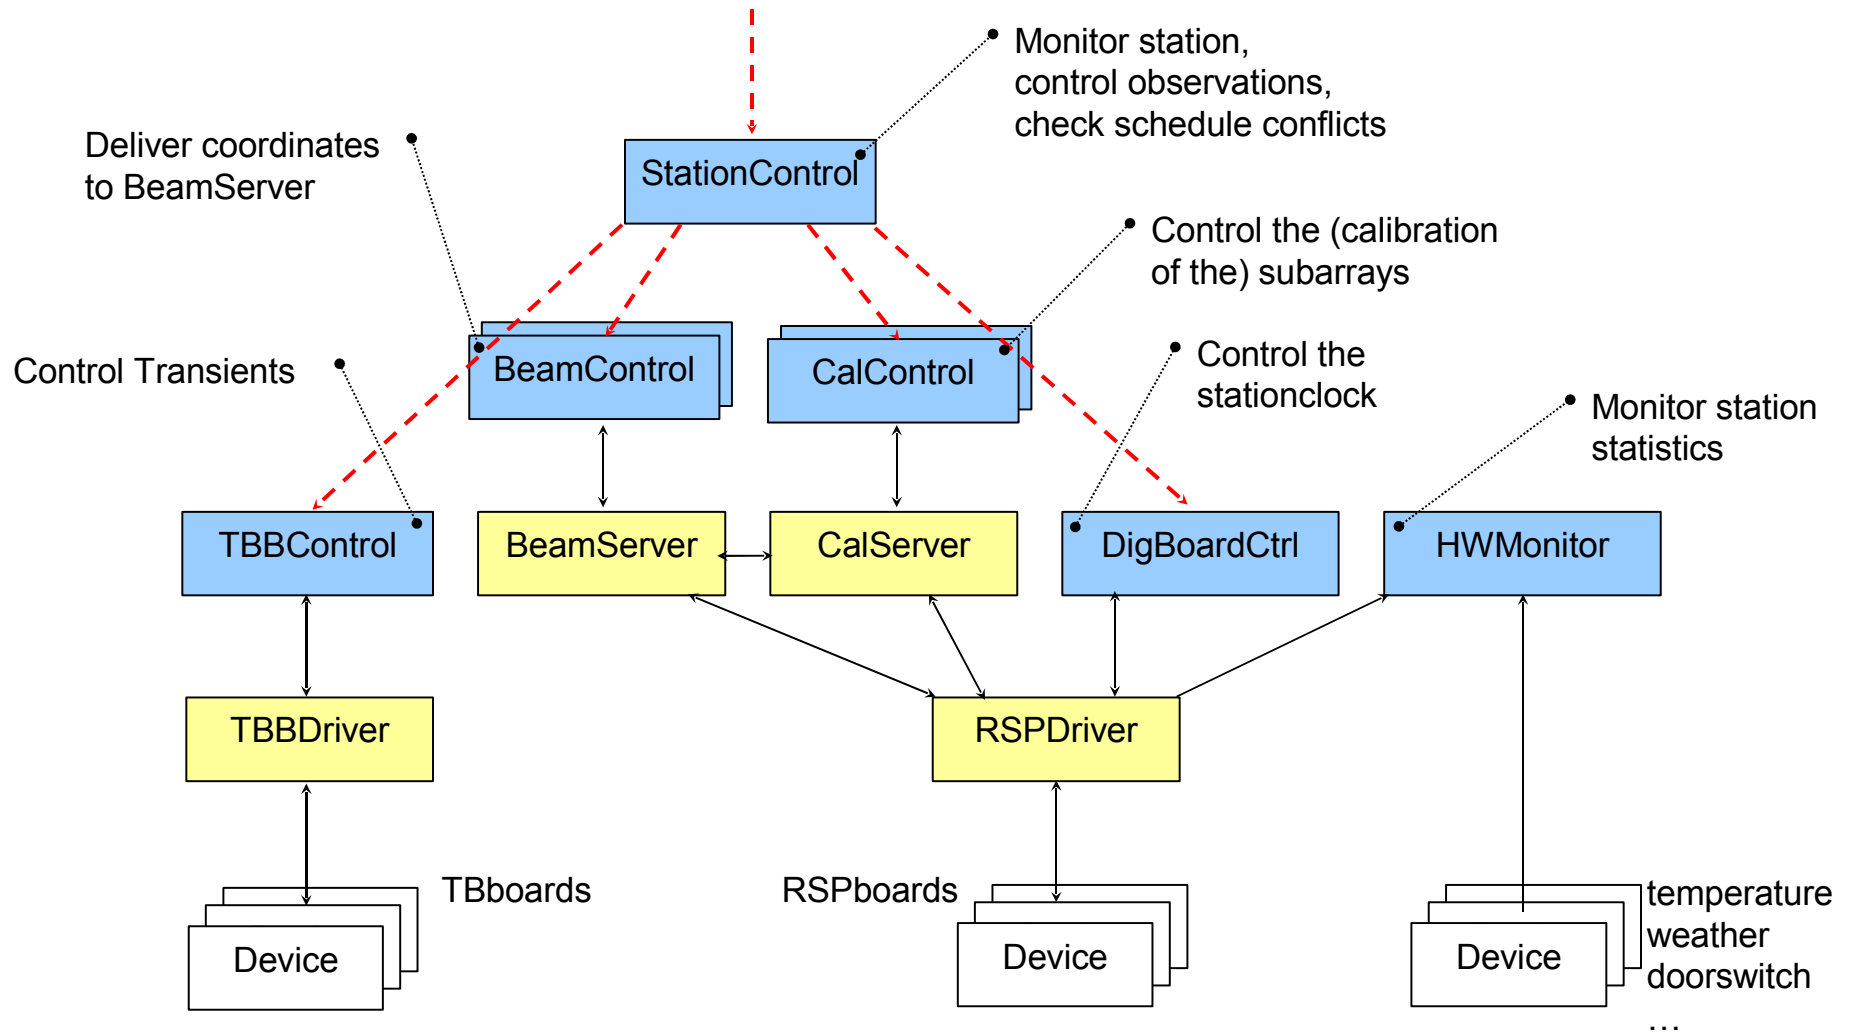 Monitor station,
control observations,
check schedule conflicts
Deliver coordinates
to BeamServer
StationControl
Control the (calibration
of the) subarrays
Control Transients
BeamControl
CalControl
Control the
stationclock
Monitor station
statistics
TBBControl
BeamServer
CalServer
DigBoardCtrl
HWMonitor
TBBDriver
RSPDriver
TBboards
RSPboards
temperature
weather
doorswitch
...
Device
Device
Device